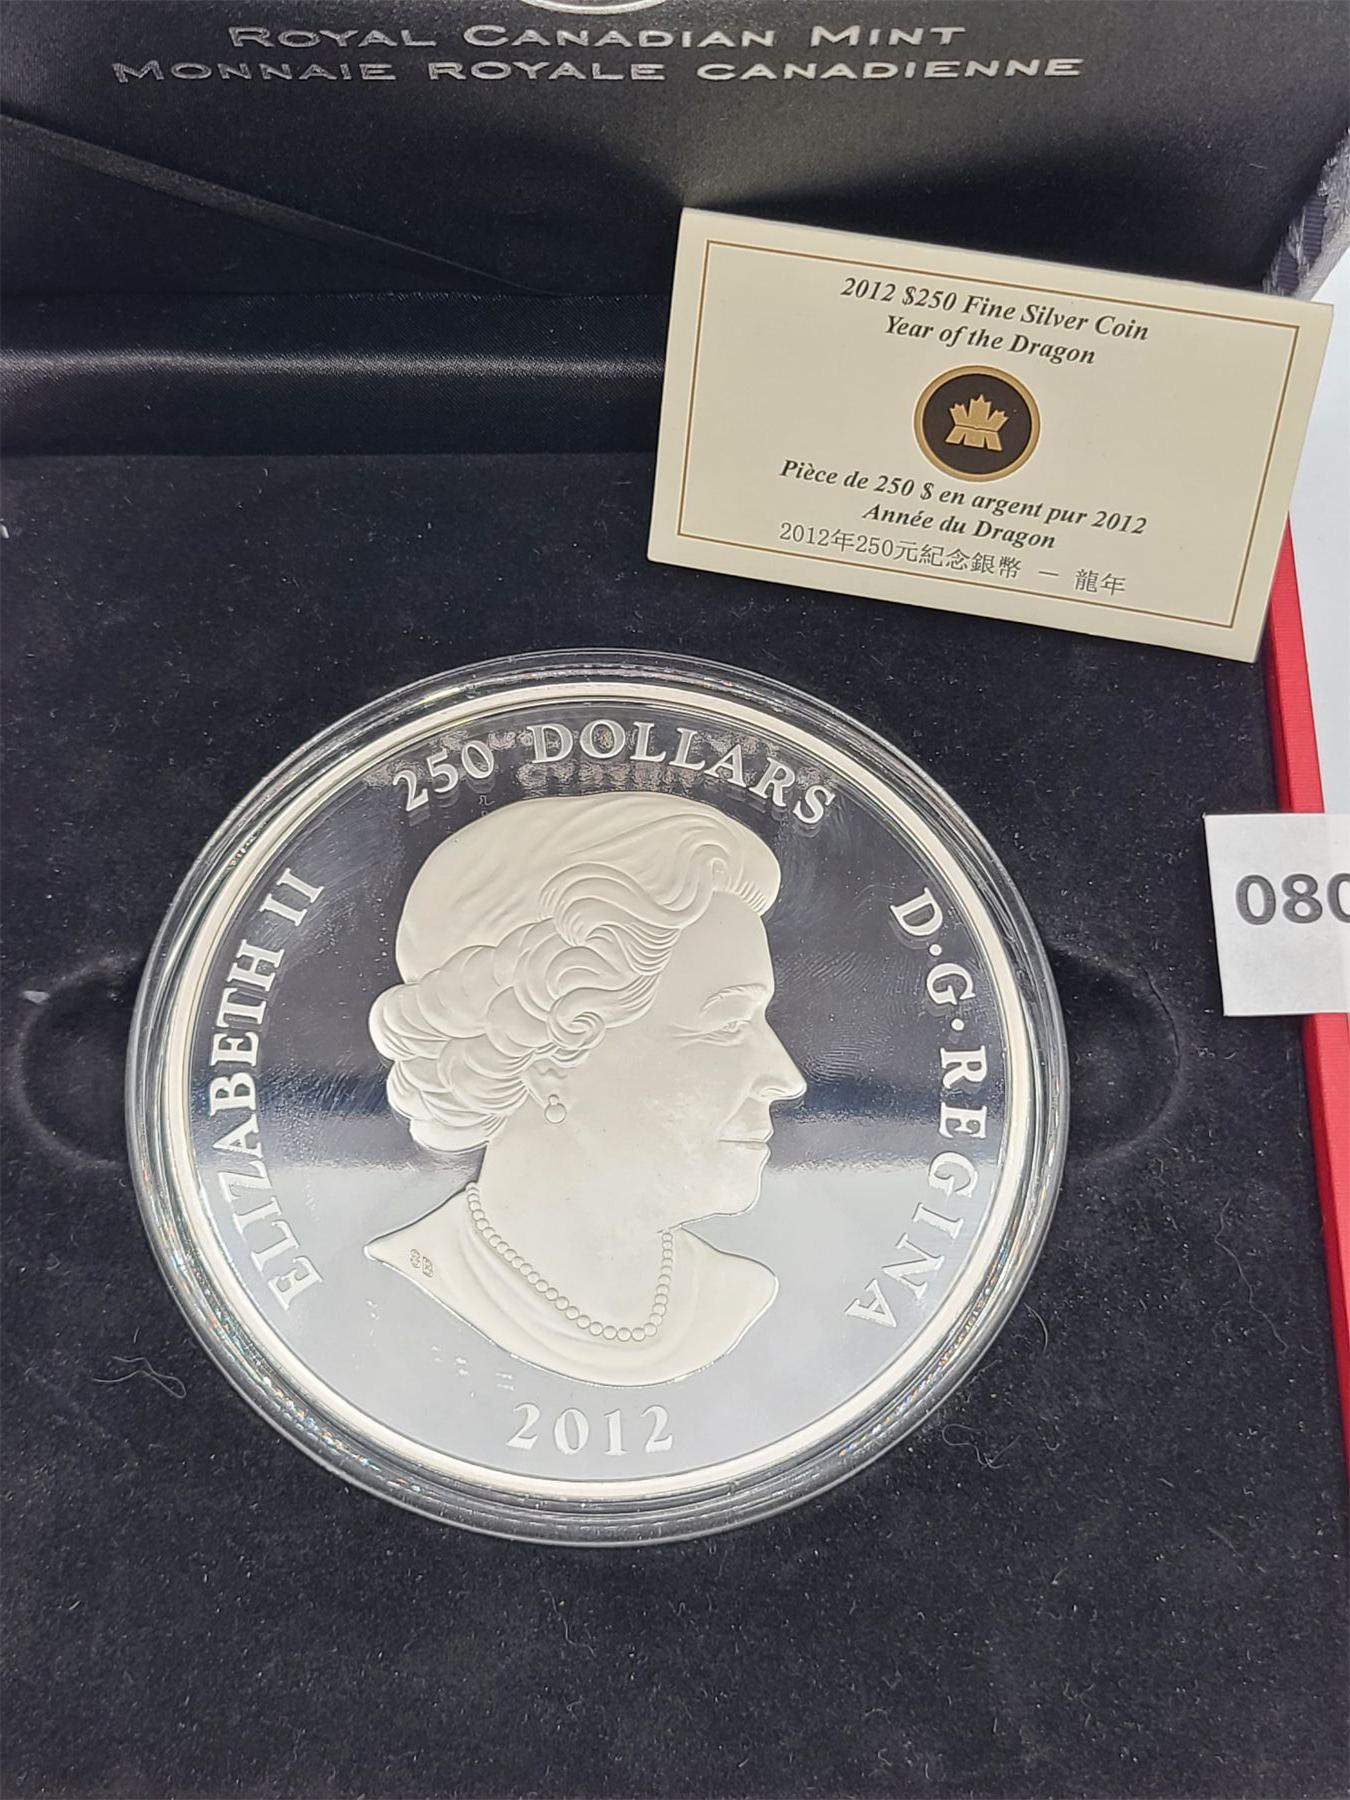 ROYAL CANADIAN MINT
MONNAIE ROYALE CANADIENNE
2012 $250 Fine Silver Coin
Year of the Dragon
Pièce de 250 $ en argent pur 2012
Année du Dragon
2012年250元紀念銀幣 － 龍年
080
250 DOLLARS
ELIZABETH II
D·G·REGINA
2012